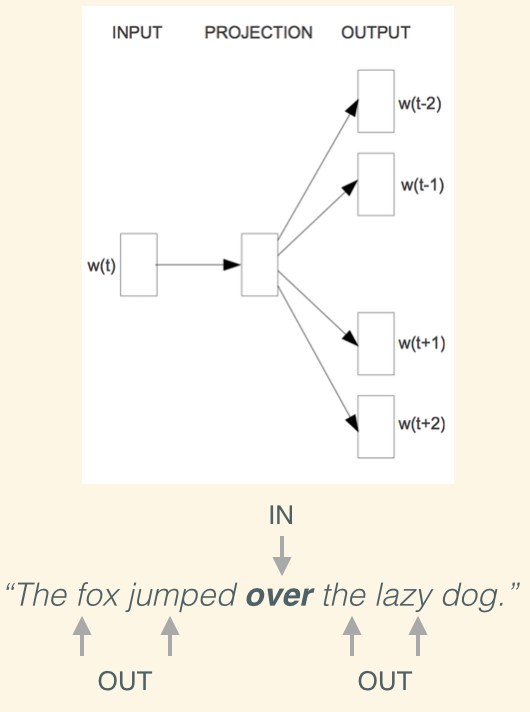 INPUT PROJECTION OUTPUT
w(t-2)
w(t-1)
w(t)
w(t+1)
w(t+2)
IN
“The fox jumped over the lazy dog.”
OUT OUT